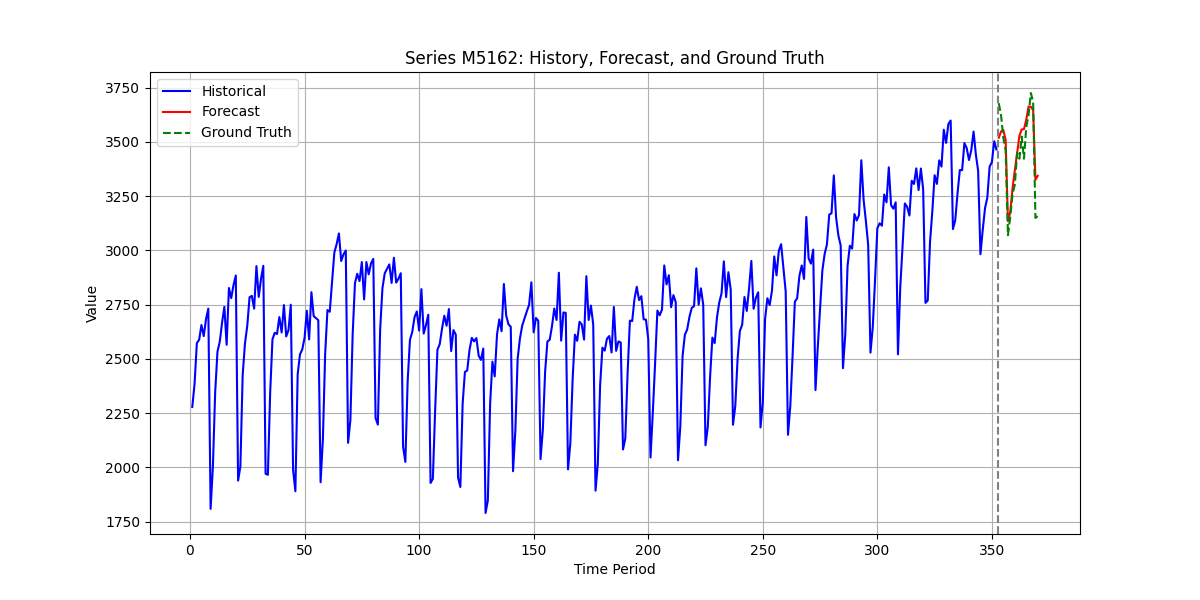 Series M5162: History, Forecast, and Ground Truth
Historical
Forecast
Ground Truth
3750
3500
3250
3000
2750
2500
2250
2000
1750
Value
0 50 100 150 200 250 300 350
Time Period